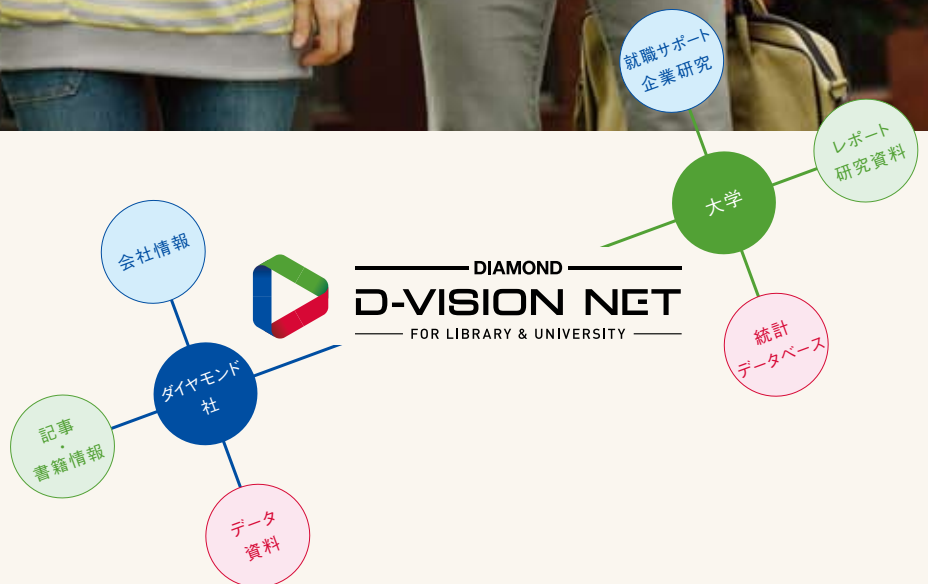 就職サポート
企業研究
レポート
研究資料
大学
会社情報
DIAMOND
D-VISION NET
FOR LIBRARY & UNIVERSITY
統計
データベース
ダイヤモンド
社
記事
・
書籍情報
データ
資料